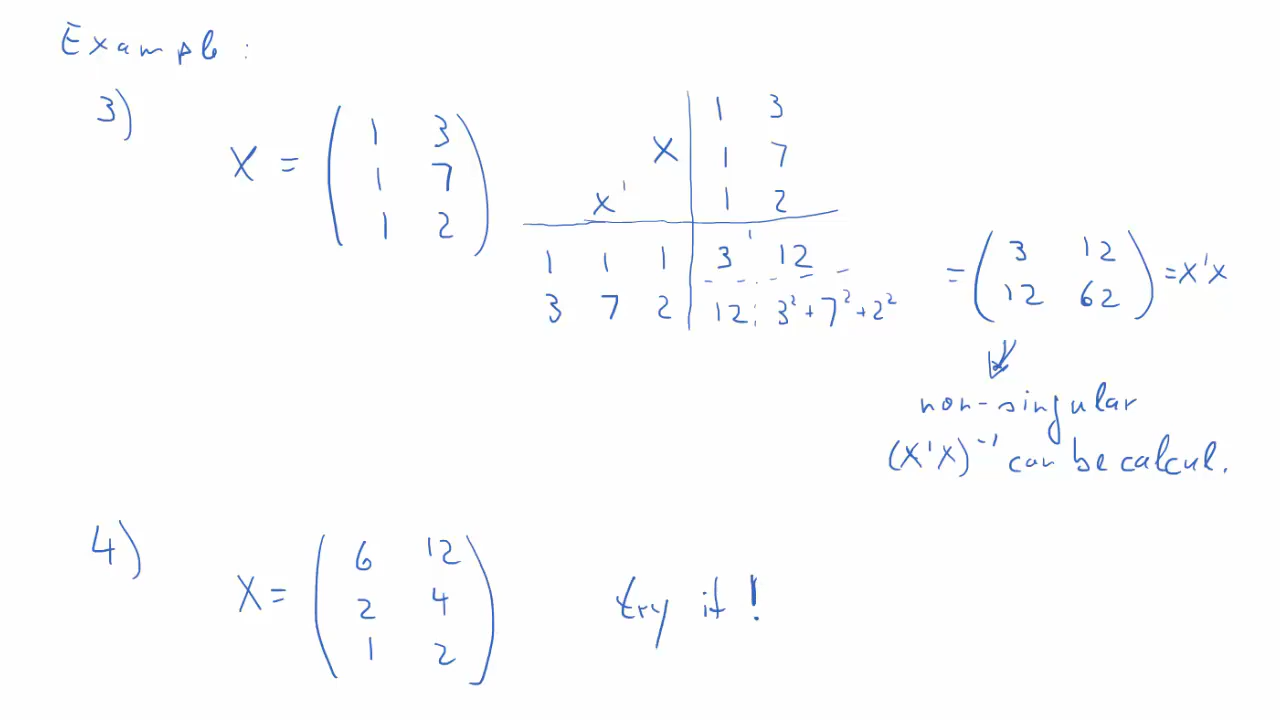 Example:
3)
X = ( 1 3
1 7
1 2 )
X | 1 3
1 7
X' | 1 2
1 1 1 | 3 12
3 7 2 | 12 3² + 7² + 2²
= ( 3 12
12 62 ) = X'X
non-singular
(X'X)⁻¹ can be calcul.
4)
X = ( 6 12
2 4
1 2 )
try it!